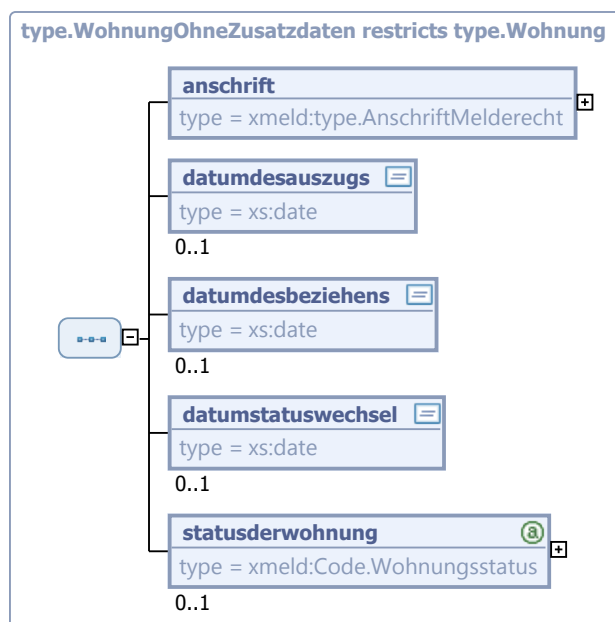 type.WohnungOhneZusatzdaten restricts type.Wohnung
anschrift
type = xmeld:type.AnschriftMelderecht
datumdesauszugs
type = xs:date
0..1
datumdesbeziehens
type = xs:date
0..1
datumstatuswechsel
type = xs:date
0..1
statusderwohnung
type = xmeld:Code.Wohnungsstatus
0..1